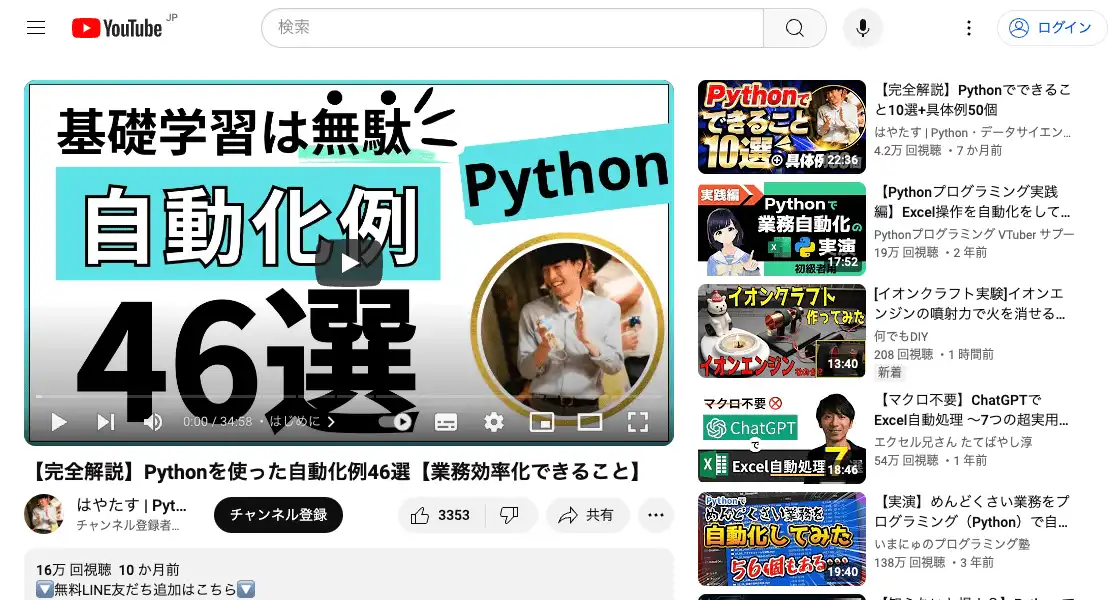 YouTube JP
検索
ログイン
基礎学習は無駄
自動化例
46選
Python
0:00 / 34:58 • はじめに
【完全解説】Pythonを使った自動化例46選【業務効率化できること】
はやたす | Pyt...
チャンネル登録者...
チャンネル登録
3353
共有
16万 回視聴 10 か月前
無料LINE友だち追加はこちら
Pythonで
できること
10選+具体例
22:36
【完全解説】Pythonでできるこ
と10選+具体例50個
はやたす | Python・データサイエン...
4.2万 回視聴 ・7 か月前
実践編
Pythonで
業務自動化の
実演
初級者用
17:52
【Pythonプログラミング実践
編】Excel操作を自動化をして...
Pythonプログラミング VTuber サプー
19万 回視聴 ・2 年前
イオンクラフト
作ってみた
イオンエンジン
13:40
[イオンクラフト実験]イオンエ
ンジンの噴射力で火を消せる...
何でもDIY
208 回視聴 ・1 時間前
新着
マクロ不要
ChatGPT
で
Excel自動処理 7
18:46
【マクロ不要】ChatGPTで
Excel自動処理 〜7つの超実用...
エクセル兄さん たてばやし淳
54万 回視聴 ・1 年前
Pythonで
めんどくさい業務を
自動化してみた
56個もある...
19:40
【実演】めんどくさい業務をプ
ログラミング（Python）で自...
いまにゅのプログラミング塾
138万 回視聴 ・3 年前